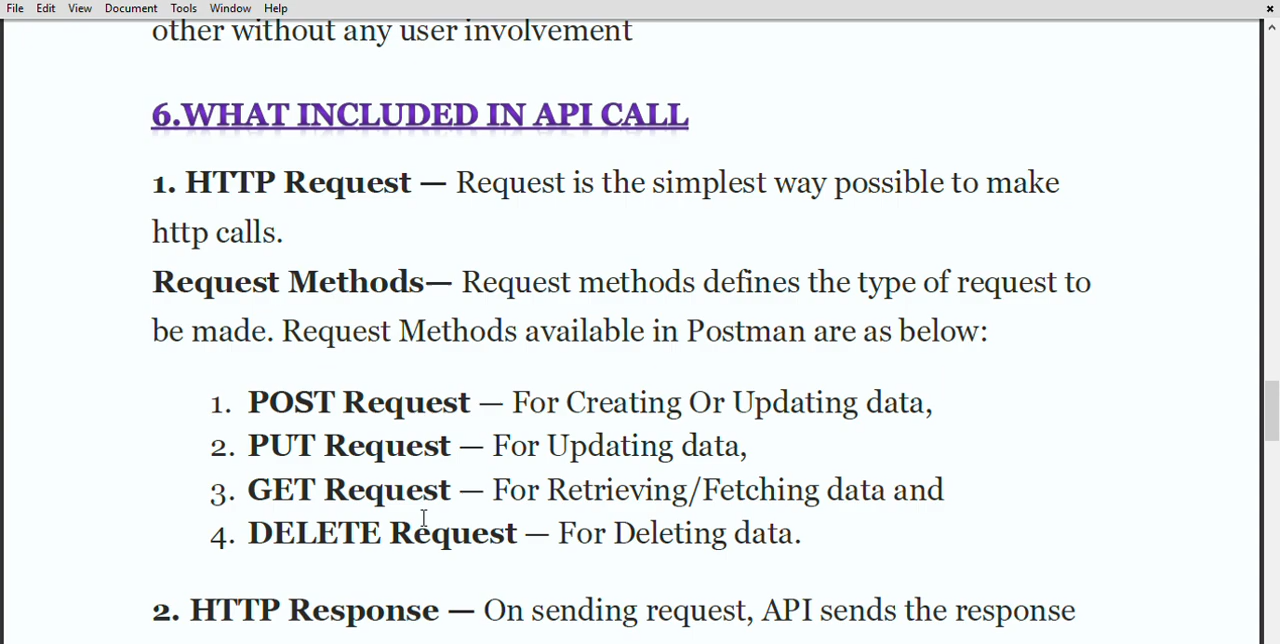 File Edit View Document Tools Window Help
other without any user involvement
6.WHAT INCLUDED IN API CALL
1. HTTP Request — Request is the simplest way possible to make
http calls.
Request Methods— Request methods defines the type of request to
be made. Request Methods available in Postman are as below:
1. POST Request — For Creating Or Updating data,
2. PUT Request — For Updating data,
3. GET Request — For Retrieving/Fetching data and
4. DELETE Request — For Deleting data.
2. HTTP Response — On sending request, API sends the response